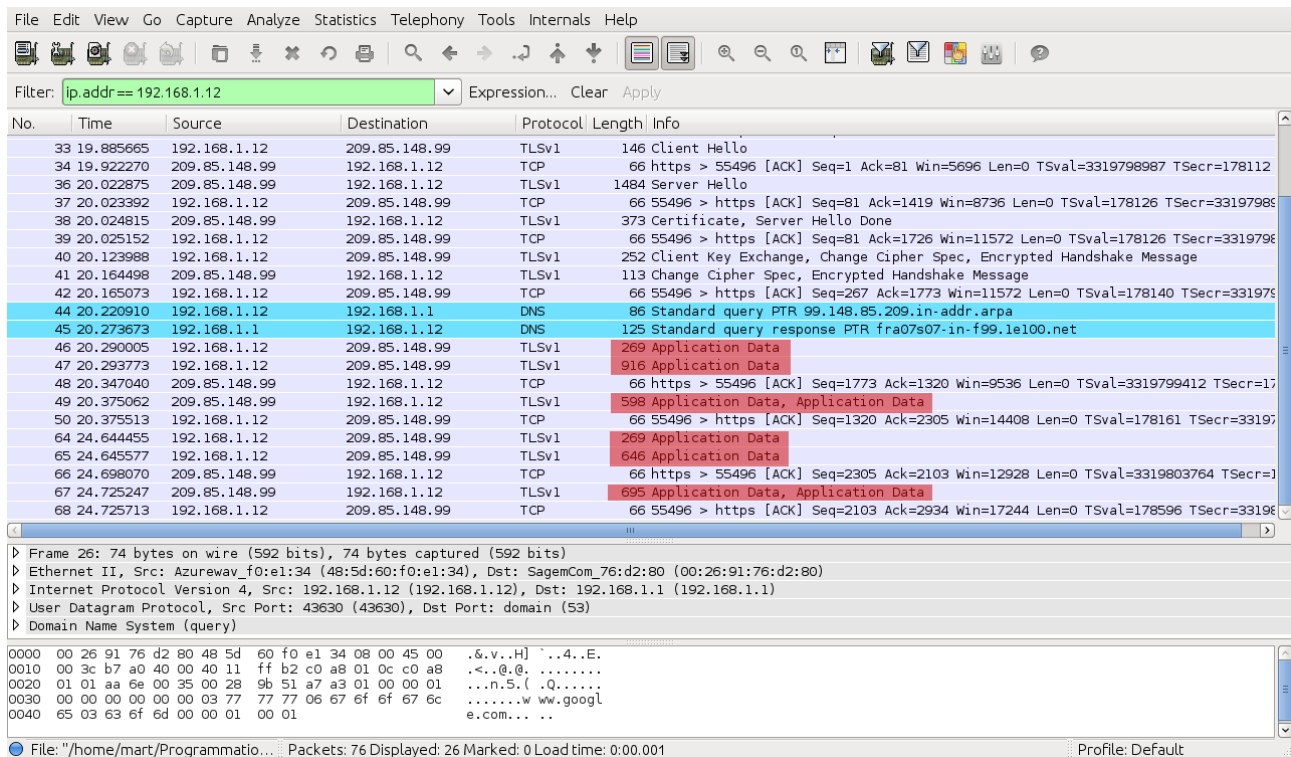 File Edit View Go Capture Analyze Statistics Telephony Tools Internals Help
Filter: ip.addr == 192.168.1.12 Expression... Clear Apply
No. Time Source Destination Protocol Length Info
33 19.885665 192.168.1.12 209.85.148.99 TLSv1 146 Client Hello
34 19.922270 209.85.148.99 192.168.1.12 TCP 66 https > 55496 [ACK] Seq=1 Ack=81 Win=5696 Len=0 TSval=3319798987 TSecr=178112
36 20.022875 209.85.148.99 192.168.1.12 TLSv1 1484 Server Hello
37 20.023392 192.168.1.12 209.85.148.99 TCP 66 55496 > https [ACK] Seq=81 Ack=1419 Win=8736 Len=0 TSval=178126 TSecr=33197989
38 20.024815 209.85.148.99 192.168.1.12 TLSv1 373 Certificate, Server Hello Done
39 20.025152 192.168.1.12 209.85.148.99 TCP 66 55496 > https [ACK] Seq=81 Ack=1726 Win=11572 Len=0 TSval=178126 TSecr=3319798
40 20.123988 192.168.1.12 209.85.148.99 TLSv1 252 Client Key Exchange, Change Cipher Spec, Encrypted Handshake Message
41 20.164498 209.85.148.99 192.168.1.12 TLSv1 113 Change Cipher Spec, Encrypted Handshake Message
42 20.165073 192.168.1.12 209.85.148.99 TCP 66 55496 > https [ACK] Seq=267 Ack=1773 Win=11572 Len=0 TSval=178140 TSecr=331979
44 20.220910 192.168.1.12 192.168.1.1 DNS 86 Standard query PTR 99.148.85.209.in-addr.arpa
45 20.273673 192.168.1.1 192.168.1.12 DNS 125 Standard query response PTR fra07s07-in-f99.1e100.net
46 20.290005 192.168.1.12 209.85.148.99 TLSv1 269 Application Data
47 20.293773 192.168.1.12 209.85.148.99 TLSv1 916 Application Data
48 20.347040 209.85.148.99 192.168.1.12 TCP 66 https > 55496 [ACK] Seq=1773 Ack=1320 Win=9536 Len=0 TSval=3319799412 TSecr=17
49 20.375062 209.85.148.99 192.168.1.12 TLSv1 598 Application Data, Application Data
50 20.375513 192.168.1.12 209.85.148.99 TCP 66 55496 > https [ACK] Seq=1320 Ack=2305 Win=14408 Len=0 TSval=178161 TSecr=33197
64 24.644455 192.168.1.12 209.85.148.99 TLSv1 269 Application Data
65 24.645577 192.168.1.12 209.85.148.99 TLSv1 646 Application Data
66 24.698070 209.85.148.99 192.168.1.12 TCP 66 https > 55496 [ACK] Seq=2305 Ack=2103 Win=12928 Len=0 TSval=3319803764 TSecr=1
67 24.725247 209.85.148.99 192.168.1.12 TLSv1 695 Application Data, Application Data
68 24.725713 192.168.1.12 209.85.148.99 TCP 66 55496 > https [ACK] Seq=2103 Ack=2934 Win=17244 Len=0 TSval=178596 TSecr=33198
Frame 26: 74 bytes on wire (592 bits), 74 bytes captured (592 bits)
Ethernet II, Src: Azurewav_f0:e1:34 (48:5d:60:f0:e1:34), Dst: SagemCom_76:d2:80 (00:26:91:76:d2:80)
Internet Protocol Version 4, Src: 192.168.1.12 (192.168.1.12), Dst: 192.168.1.1 (192.168.1.1)
User Datagram Protocol, Src Port: 43630 (43630), Dst Port: domain (53)
Domain Name System (query)
0000 00 26 91 76 d2 80 48 5d 60 f0 e1 34 08 00 45 00 .&.v..H] `..4..E.
0010 00 3c b7 a0 40 00 40 11 ff b2 c0 a8 01 0c c0 a8 .<..@.@. ........
0020 01 01 aa 6e 00 35 00 28 9b 51 a7 a3 01 00 00 01 ...n.5.( .Q......
0030 00 00 00 00 00 00 03 77 77 77 06 67 6f 6f 67 6c .......w ww.googl
0040 65 03 63 6f 6d 00 00 01 00 01 e.com... ..
File: "/home/mart/Programmatio... Packets: 76 Displayed: 26 Marked: 0 Load time: 0:00.001 Profile: Default